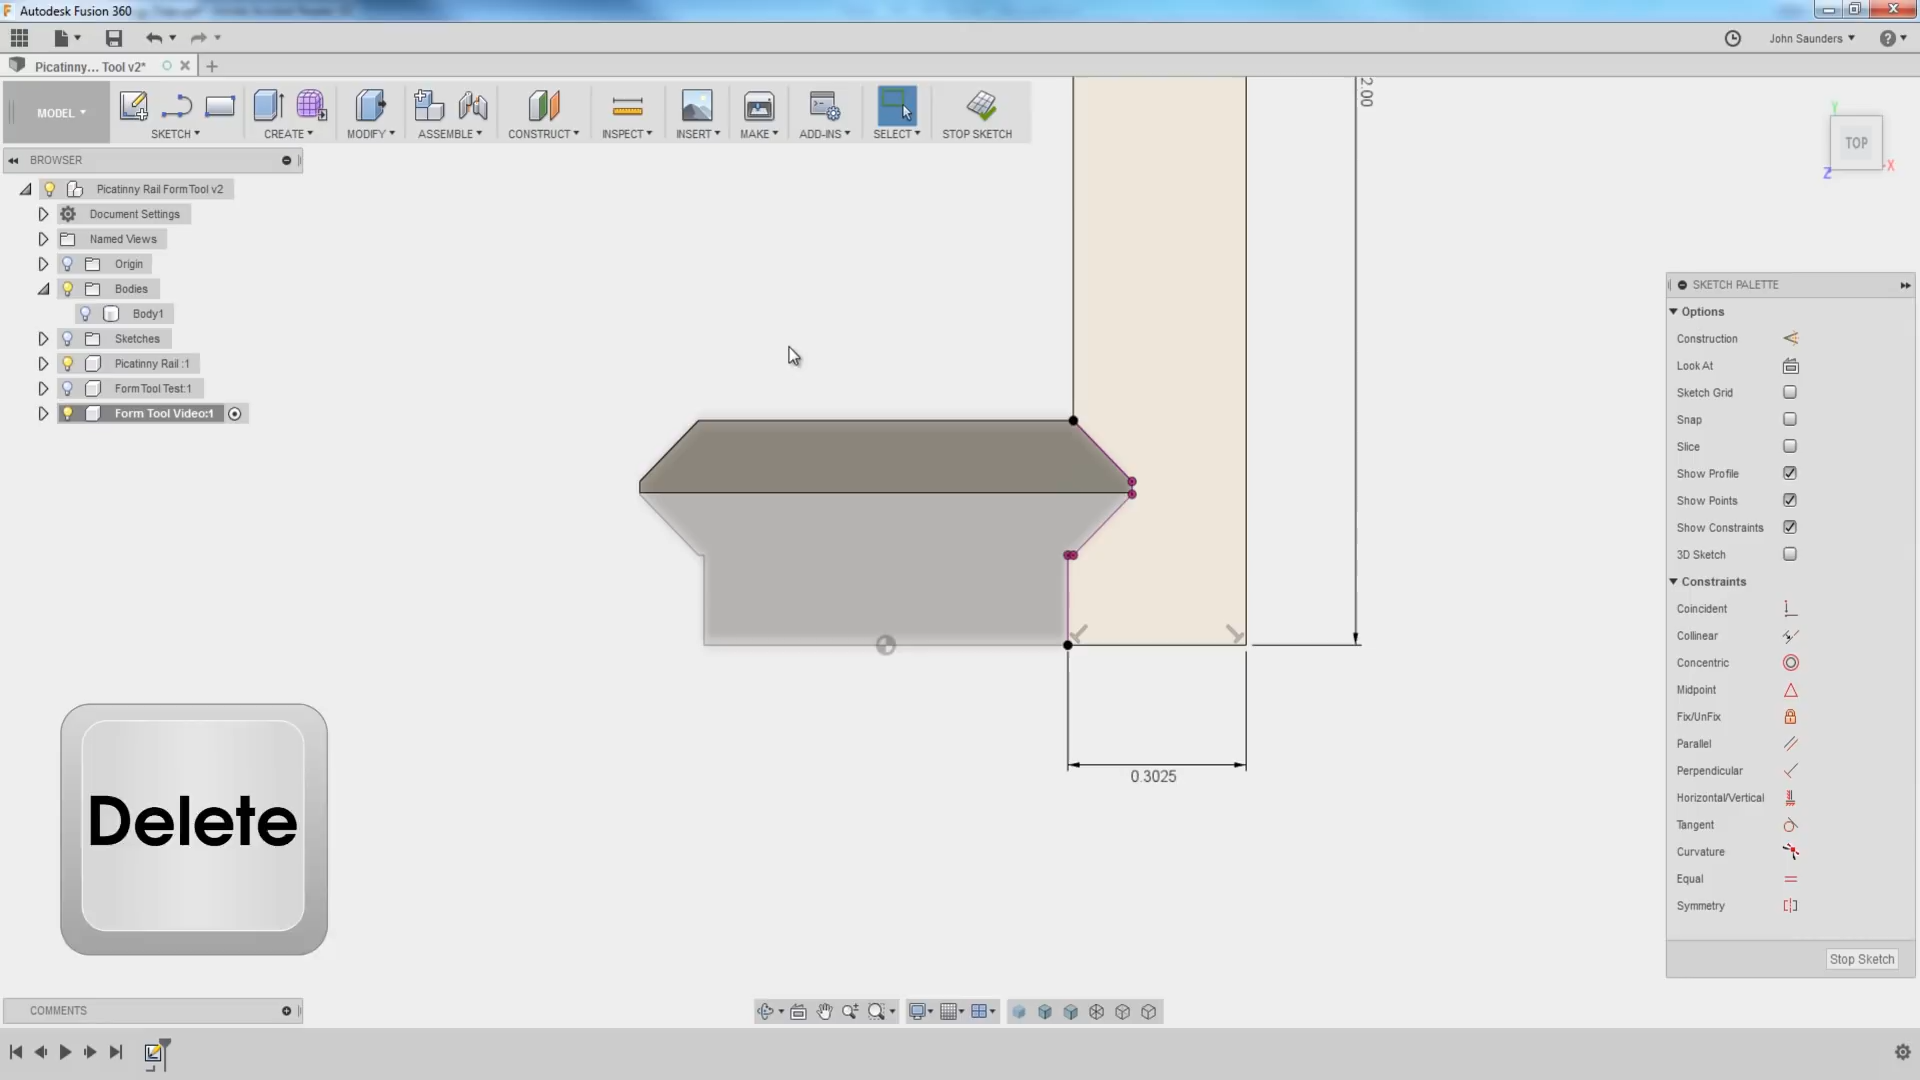 Autodesk Fusion 360
John Saunders
Picatinny... Tool v2*
MODEL
SKETCH
CREATE
MODIFY
ASSEMBLE
CONSTRUCT
INSPECT
INSERT
MAKE
ADD-INS
SELECT
STOP SKETCH
2.00
TOP
Y
X
Z
BROWSER
Picatinny Rail Form Tool v2
Document Settings
Named Views
Origin
Bodies
Body1
Sketches
Picatinny Rail :1
Form Tool Test:1
Form Tool Video:1
SKETCH PALETTE
Options
Construction
Look At
Sketch Grid
Snap
Slice
Show Profile
Show Points
Show Constraints
3D Sketch
Constraints
Coincident
Collinear
Concentric
Midpoint
Fix/UnFix
Parallel
Perpendicular
Horizontal/Vertical
Tangent
Curvature
Equal
Symmetry
Stop Sketch
0.3025
Delete
COMMENTS